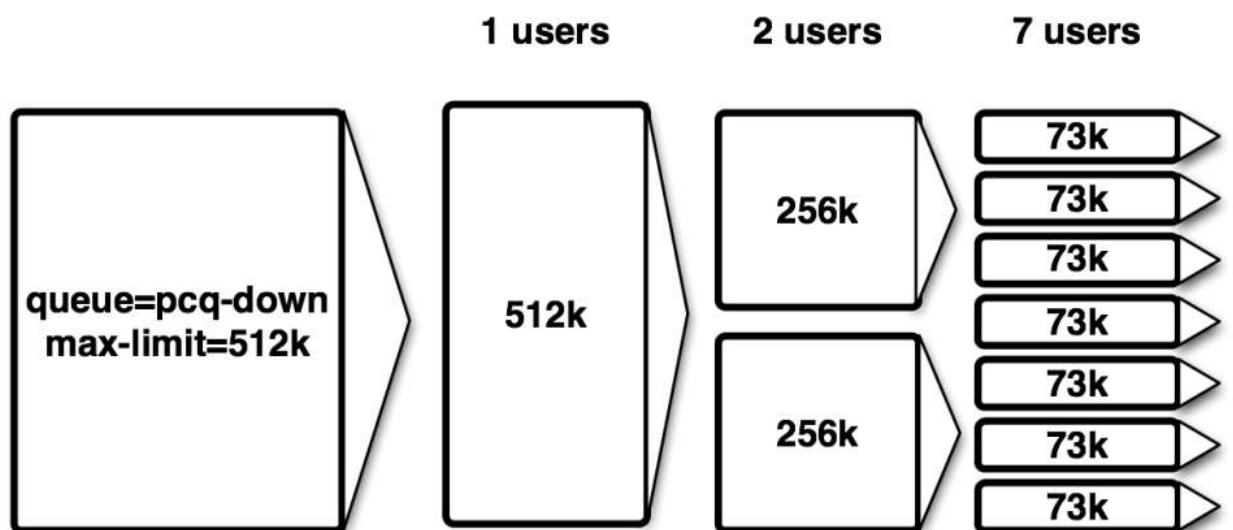 1 users
2 users
7 users
queue=pcq-down
max-limit=512k
512k
256k
256k
73k
73k
73k
73k
73k
73k
73k